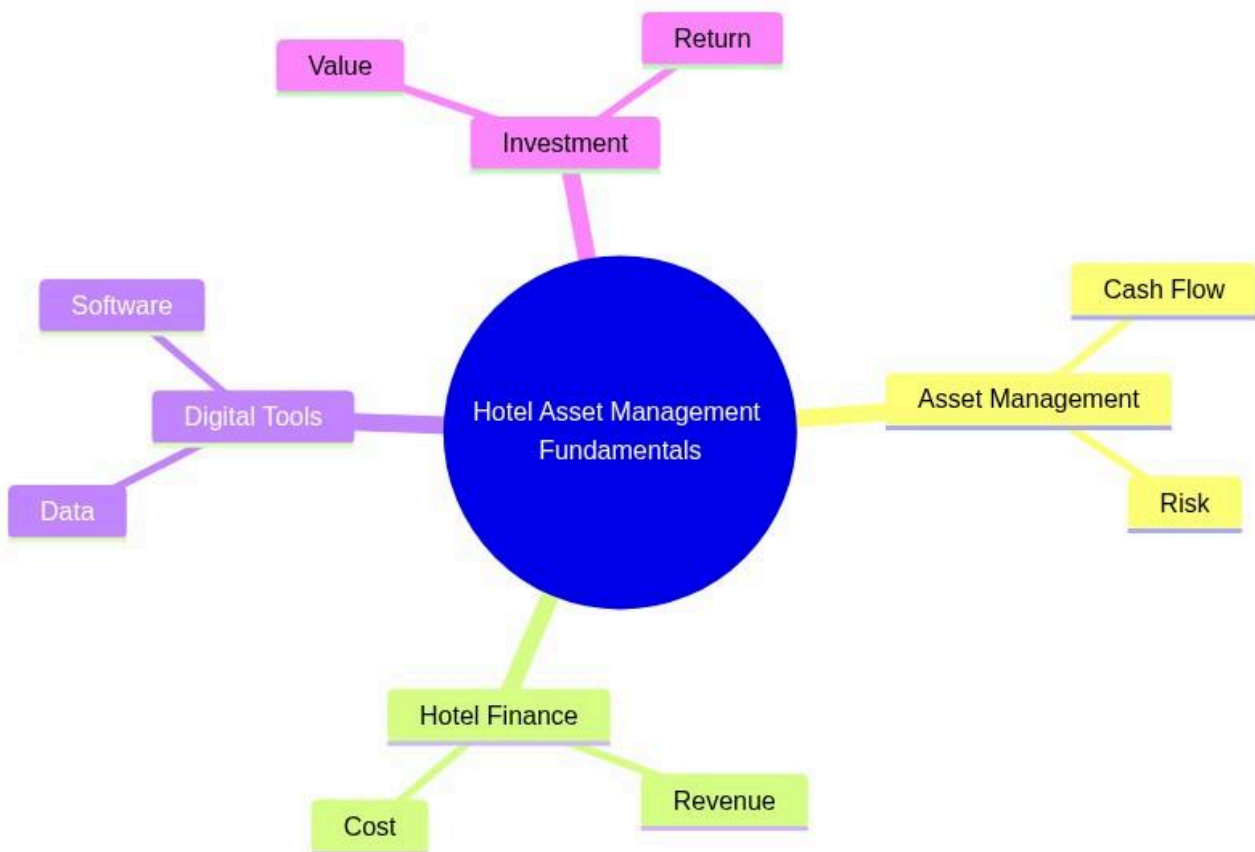 Return
Value
Investment
Cash Flow
Software
Asset Management
Digital Tools
Hotel Asset Management
Fundamentals
Risk
Data
Hotel Finance
Revenue
Cost